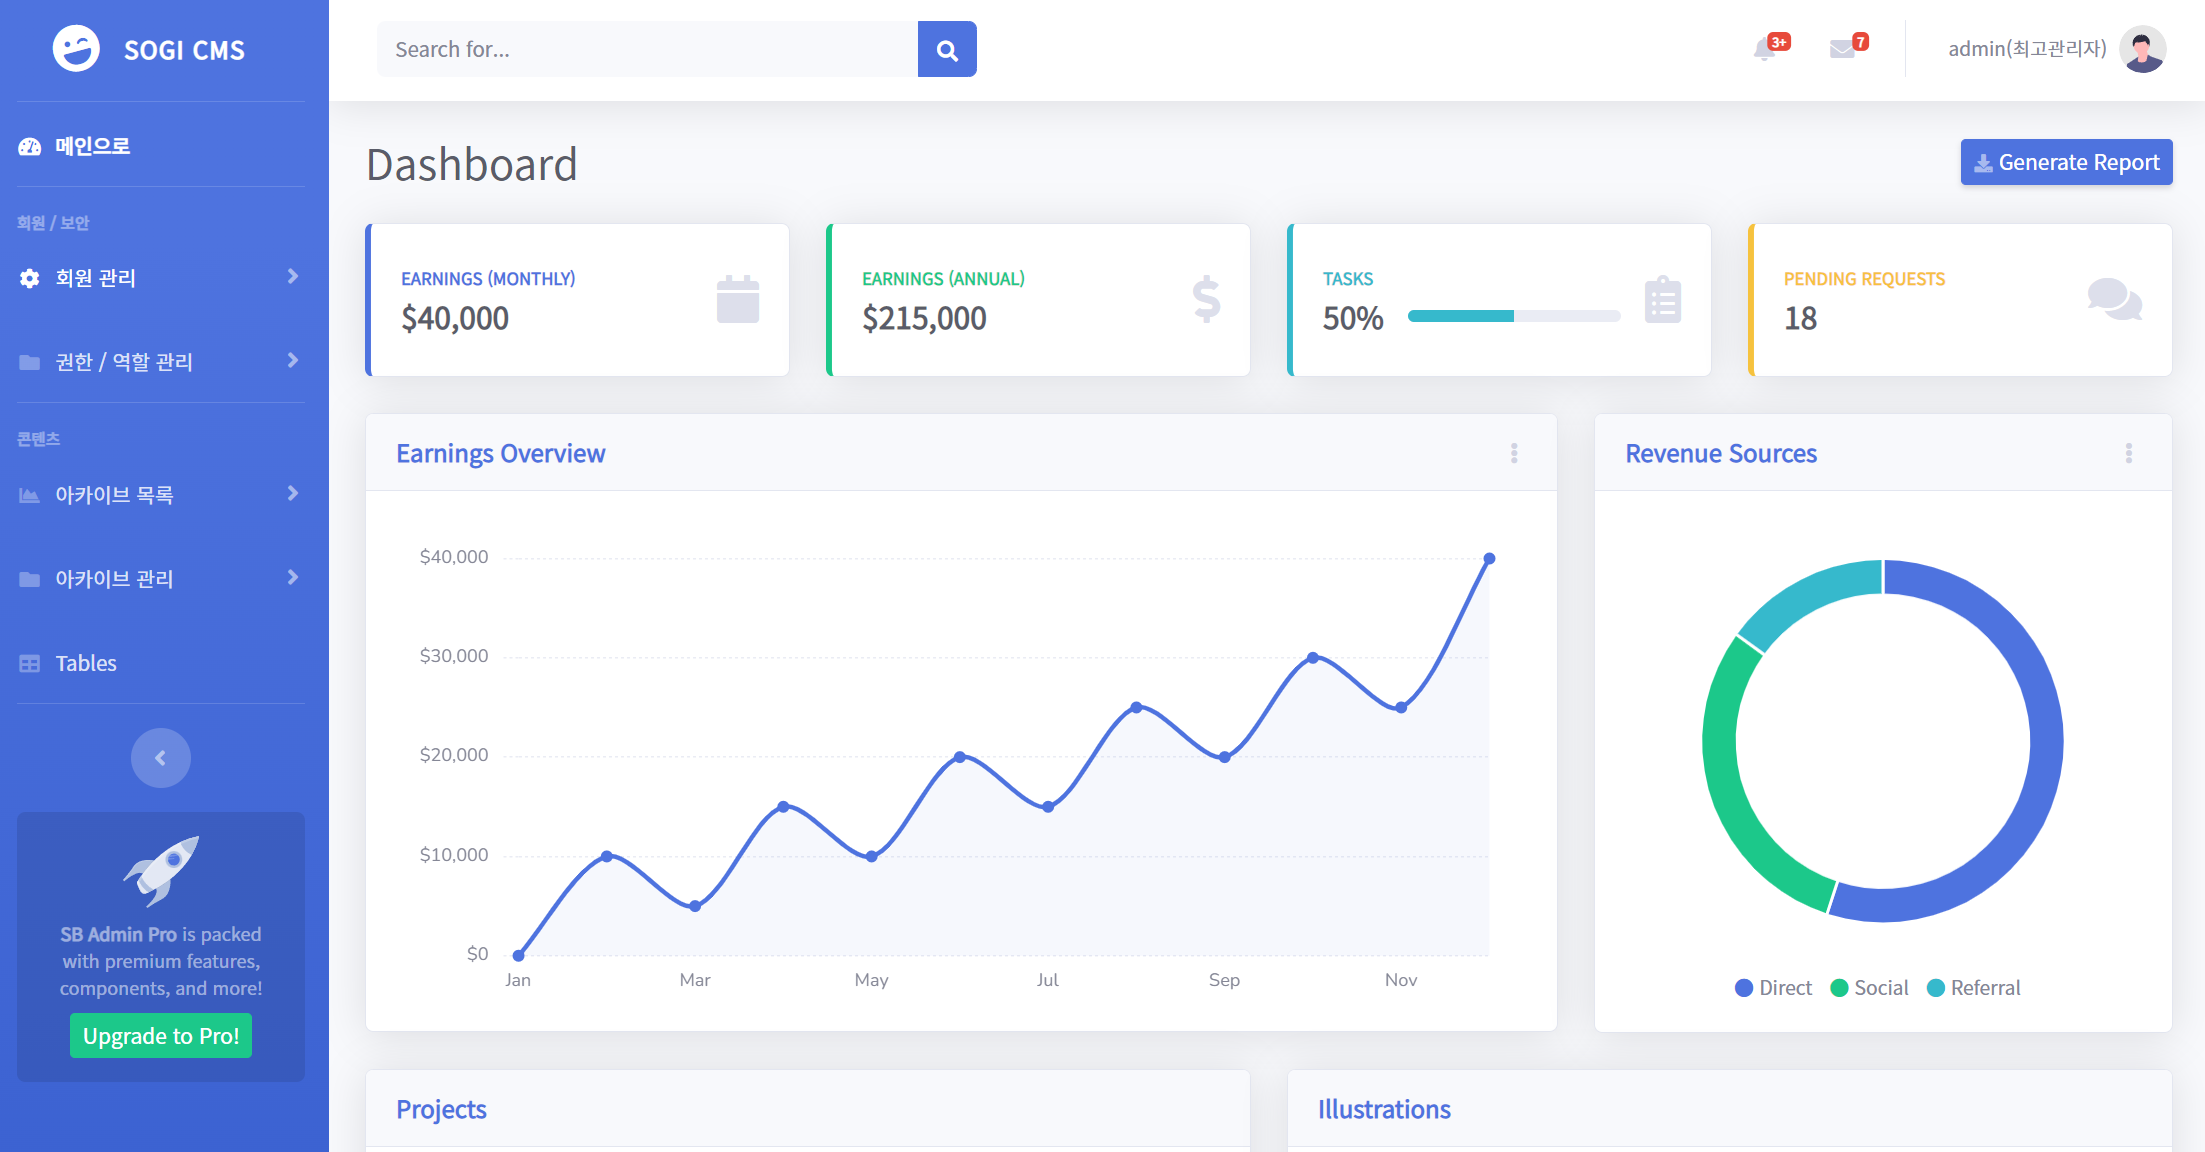 SOGI CMS
Search for...
3+
7
admin(최고관리자)
메인으로
회원 / 보안
회원 관리
권한 / 역할 관리
콘텐츠
아카이브 목록
아카이브 관리
Tables
SB Admin Pro is packed
with premium features,
components, and more!
Upgrade to Pro!
Dashboard
Generate Report
EARNINGS (MONTHLY)
$40,000
EARNINGS (ANNUAL)
$215,000
TASKS
50%
PENDING REQUESTS
18
Earnings Overview
$40,000
$30,000
$20,000
$10,000
$0
Jan Mar May Jul Sep Nov
Revenue Sources
Direct Social Referral
Projects
Illustrations